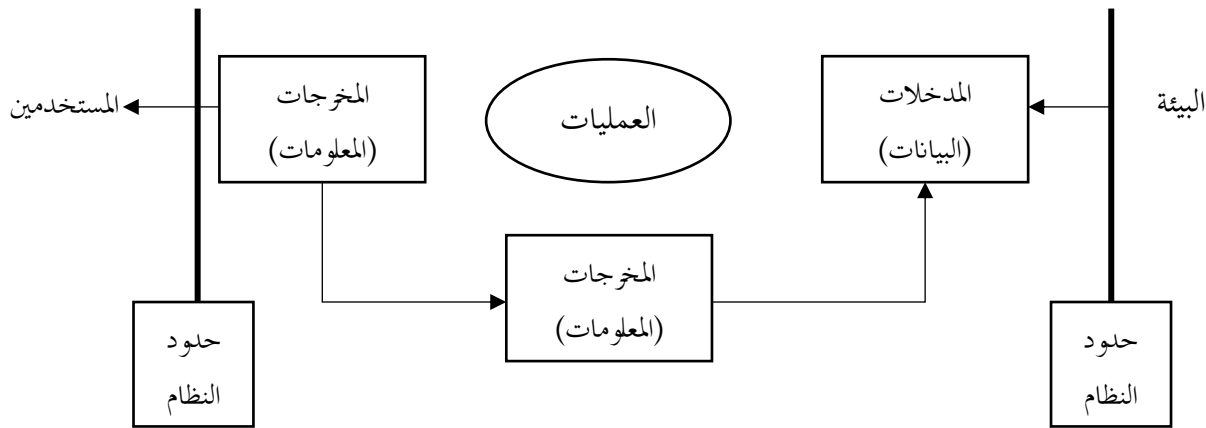 البيئة
المدخلات
(البيانات)
العمليات
المخرجات
(المعلومات)
المستخدمين
المخرجات
(المعلومات)
حدود
النظام
حدود
النظام